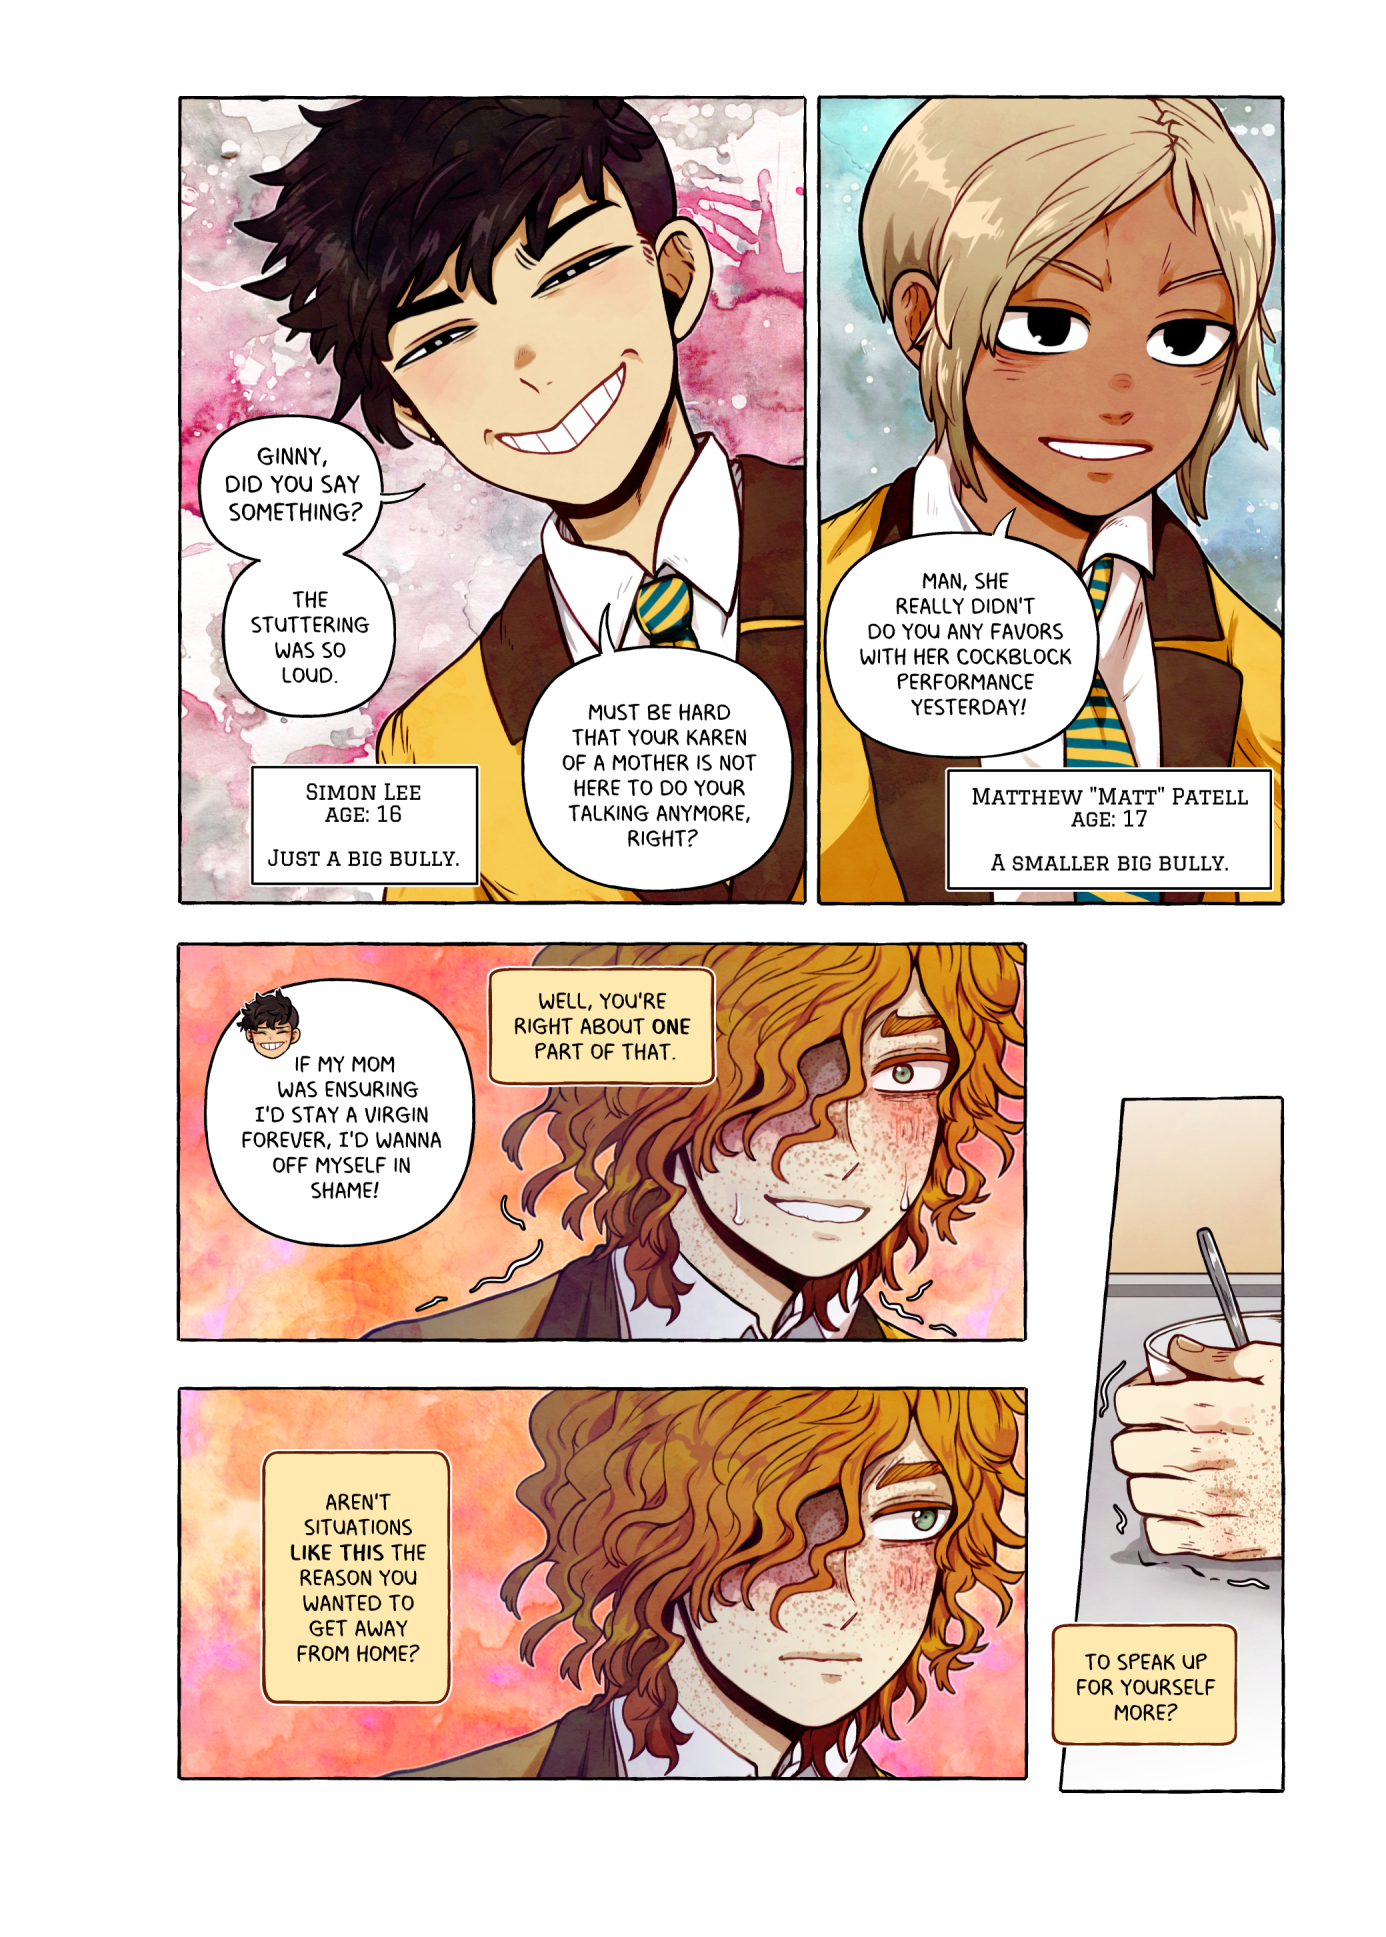 GINNY,
DID YOU SAY
SOMETHING?
THE
STUTTERING
WAS SO
LOUD.
MUST BE HARD
THAT YOUR KAREN
OF A MOTHER IS NOT
HERE TO DO YOUR
TALKING ANYMORE,
RIGHT?
SIMON LEE
AGE: 16
JUST A BIG BULLY.
MAN, SHE
REALLY DIDN'T
DO YOU ANY FAVORS
WITH HER COCKBLOCK
PERFORMANCE
YESTERDAY!
MATTHEW "MATT" PATELL
AGE: 17
A SMALLER BIG BULLY.
IF MY MOM
WAS ENSURING
I'D STAY A VIRGIN
FOREVER, I'D WANNA
OFF MYSELF IN
SHAME!
WELL, YOU'RE
RIGHT ABOUT ONE
PART OF THAT.
AREN'T
SITUATIONS
LIKE THIS THE
REASON YOU
WANTED TO
GET AWAY
FROM HOME?
TO SPEAK UP
FOR YOURSELF
MORE?